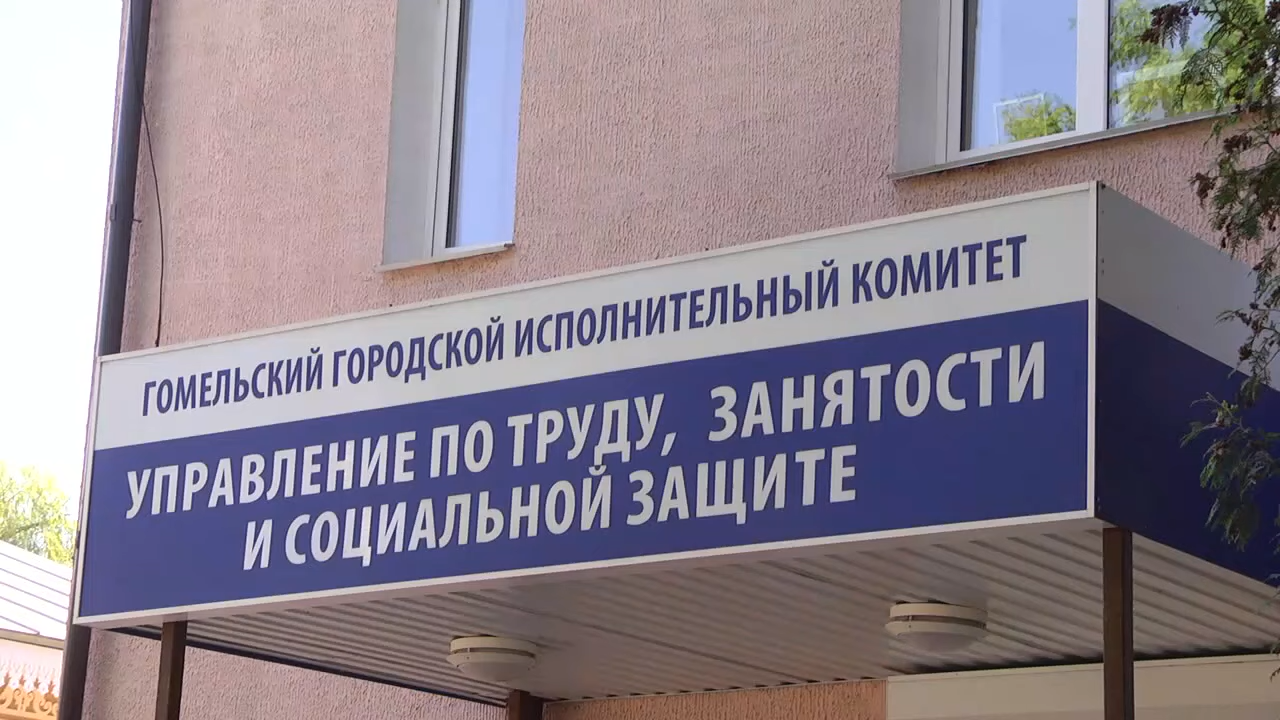 ГОМЕЛЬСКИЙ ГОРОДСКОЙ ИСПОЛНИТЕЛЬНЫЙ КОМИТЕТ
УПРАВЛЕНИЕ ПО ТРУДУ, ЗАНЯТОСТИ
И СОЦИАЛЬНОЙ ЗАЩИТЕ